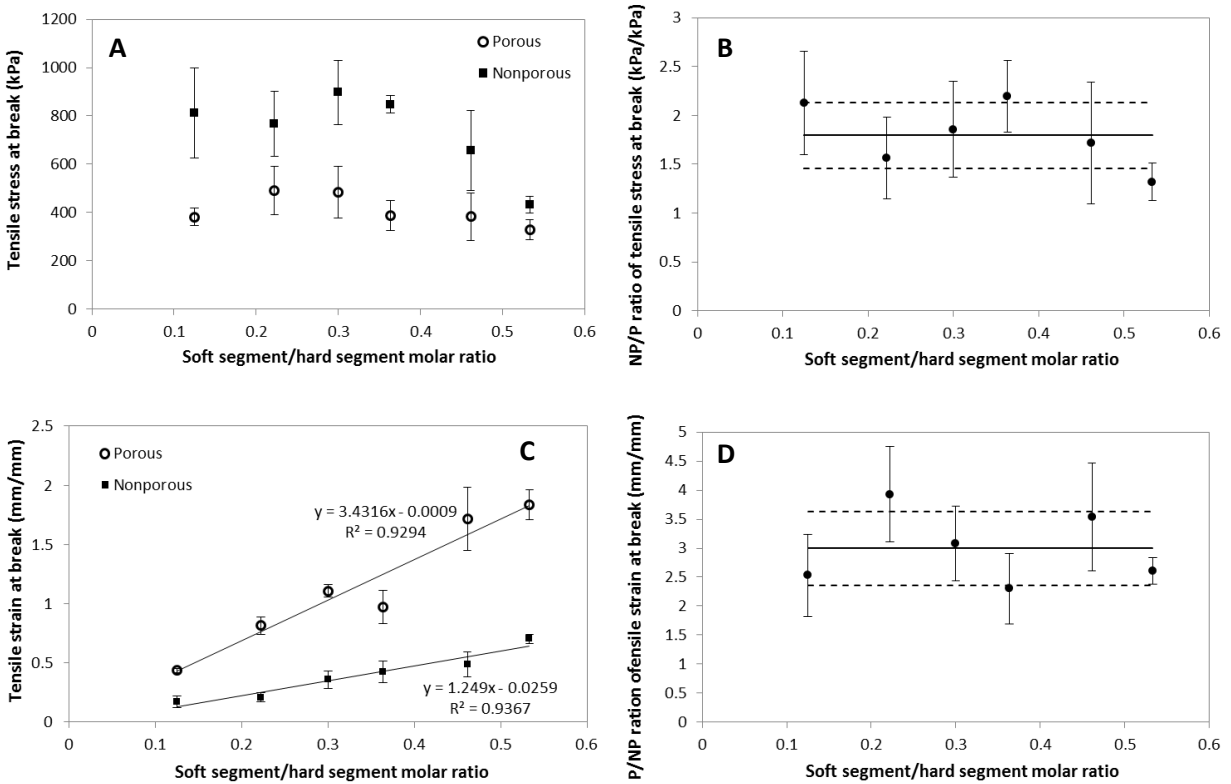 A
Tensile stress at break (kPa)
1200
1000
800
600
400
200
0
0
0.1
0.2
0.3
0.4
0.5
0.6
Soft segment/hard segment molar ratio
Porous
Nonporous
B
NP/P ratio of tensile stress at break (kPa/kPa)
3
2.5
2
1.5
1
0.5
0
0
0.1
0.2
0.3
0.4
0.5
0.6
Soft segment/hard segment molar ratio
C
Tensile strain at break (mm/mm)
2.5
2
1.5
1
0.5
0
0
0.1
0.2
0.3
0.4
0.5
0.6
Soft segment/hard segment molar ratio
Porous
Nonporous
y = 3.4316x - 0.0009
R² = 0.9294
y = 1.249x - 0.0259
R² = 0.9367
D
P/NP ration ofensile strain at break (mm/mm)
5
4.5
4
3.5
3
2.5
2
1.5
1
0.5
0
0
0.1
0.2
0.3
0.4
0.5
0.6
Soft segment/hard segment molar ratio